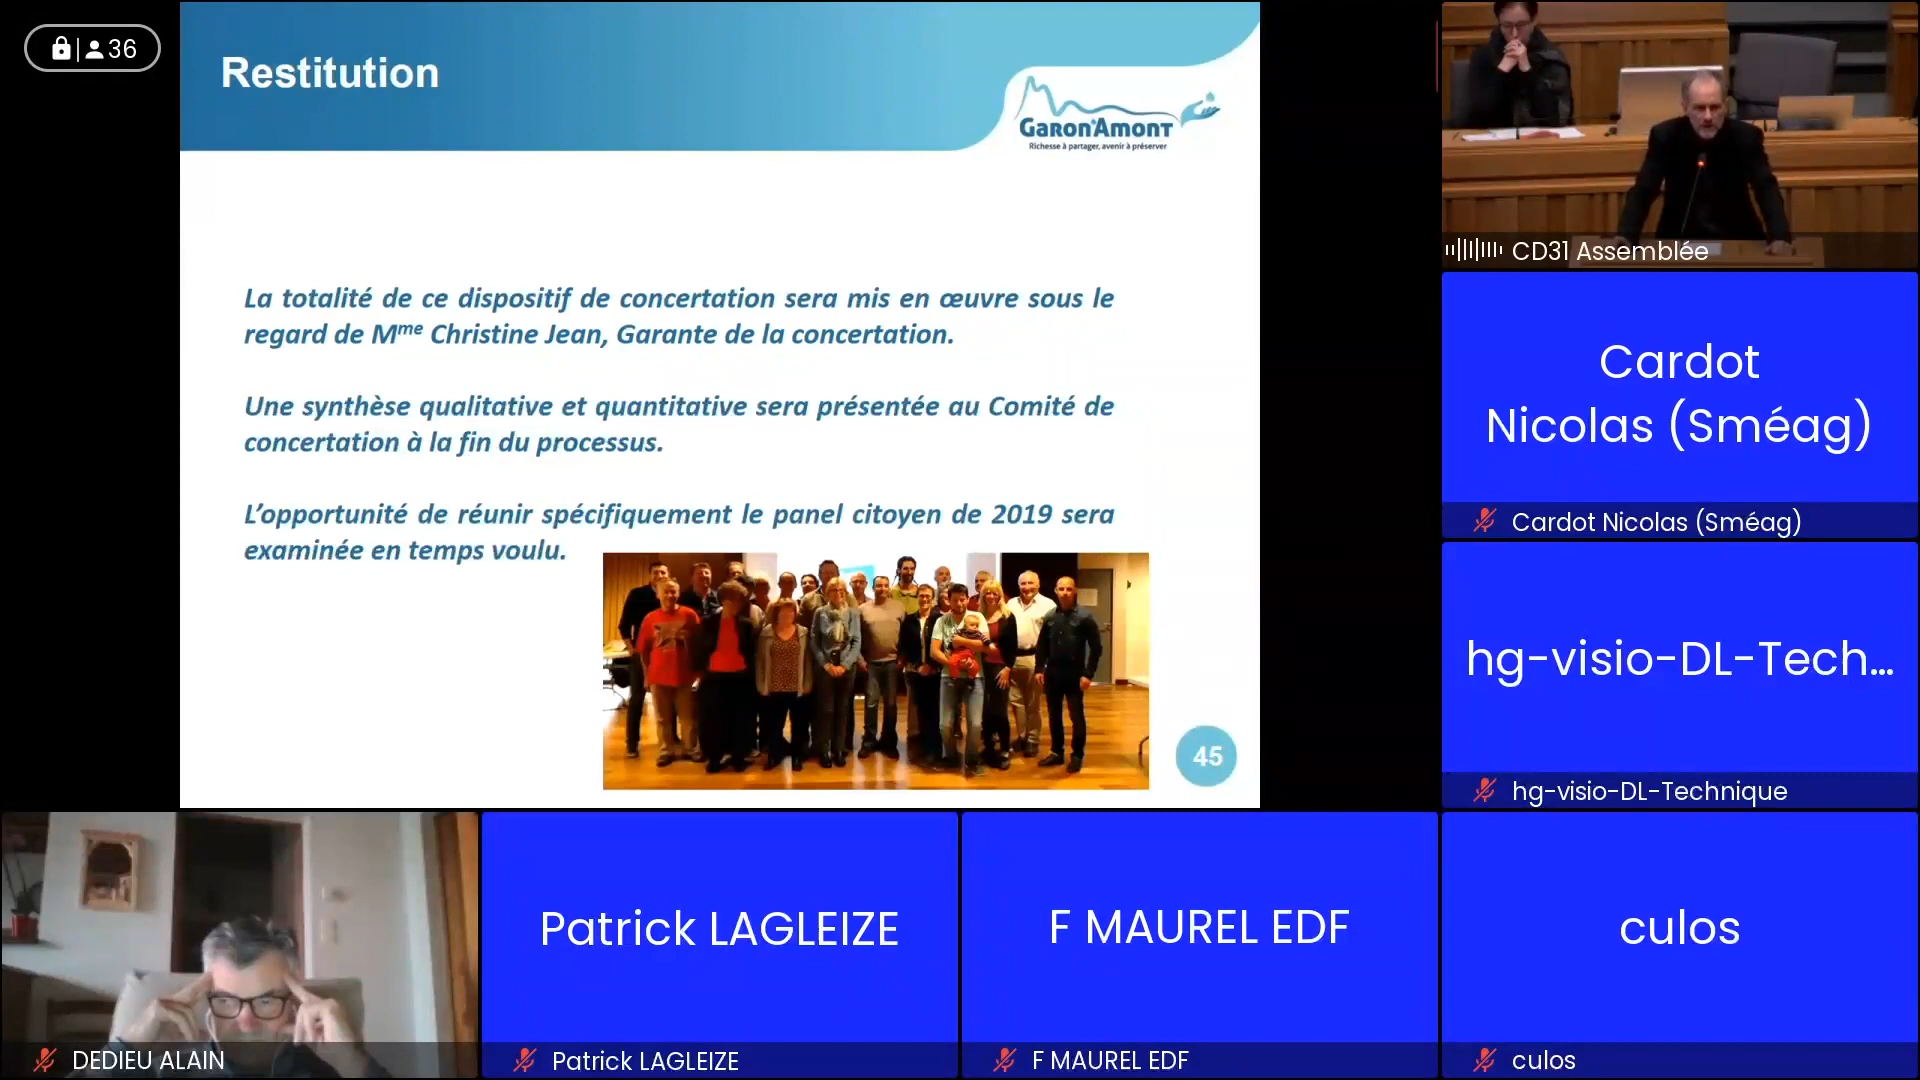 36
Restitution
GARON'AMONT
Richesse à partager, avenir à préserver
La totalité de ce dispositif de concertation sera mis en œuvre sous le
regard de Mme Christine Jean, Garante de la concertation.
Une synthèse qualitative et quantitative sera présentée au Comité de
concertation à la fin du processus.
L'opportunité de réunir spécifiquement le panel citoyen de 2019 sera
examinée en temps voulu.
45
CD31 Assemblée
Cardot
Nicolas (Sméag)
Cardot Nicolas (Sméag)
hg-visio-DL-Tech...
hg-visio-DL-Technique
DEDIEU ALAIN
Patrick LAGLEIZE
Patrick LAGLEIZE
F MAUREL EDF
F MAUREL EDF
culos
culos